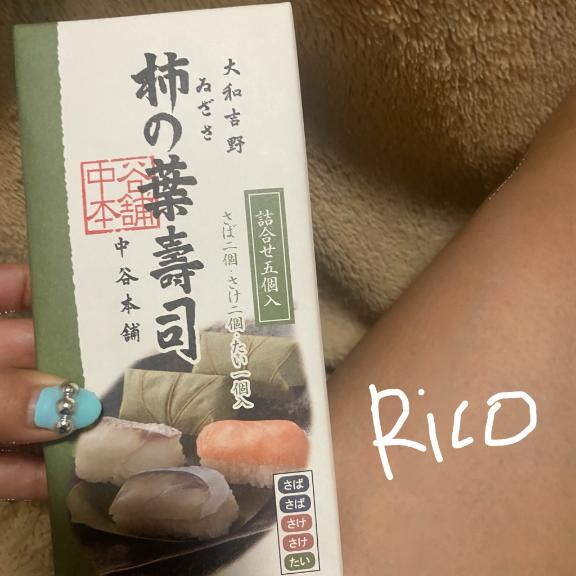 大和吉野
ゐざさ
柿の葉壽司
中谷本舗
中谷本舗
詰合せ五個入
さば二個・さけ二個・たい一個入
さば
さば
さけ
さけ
たい
Rico